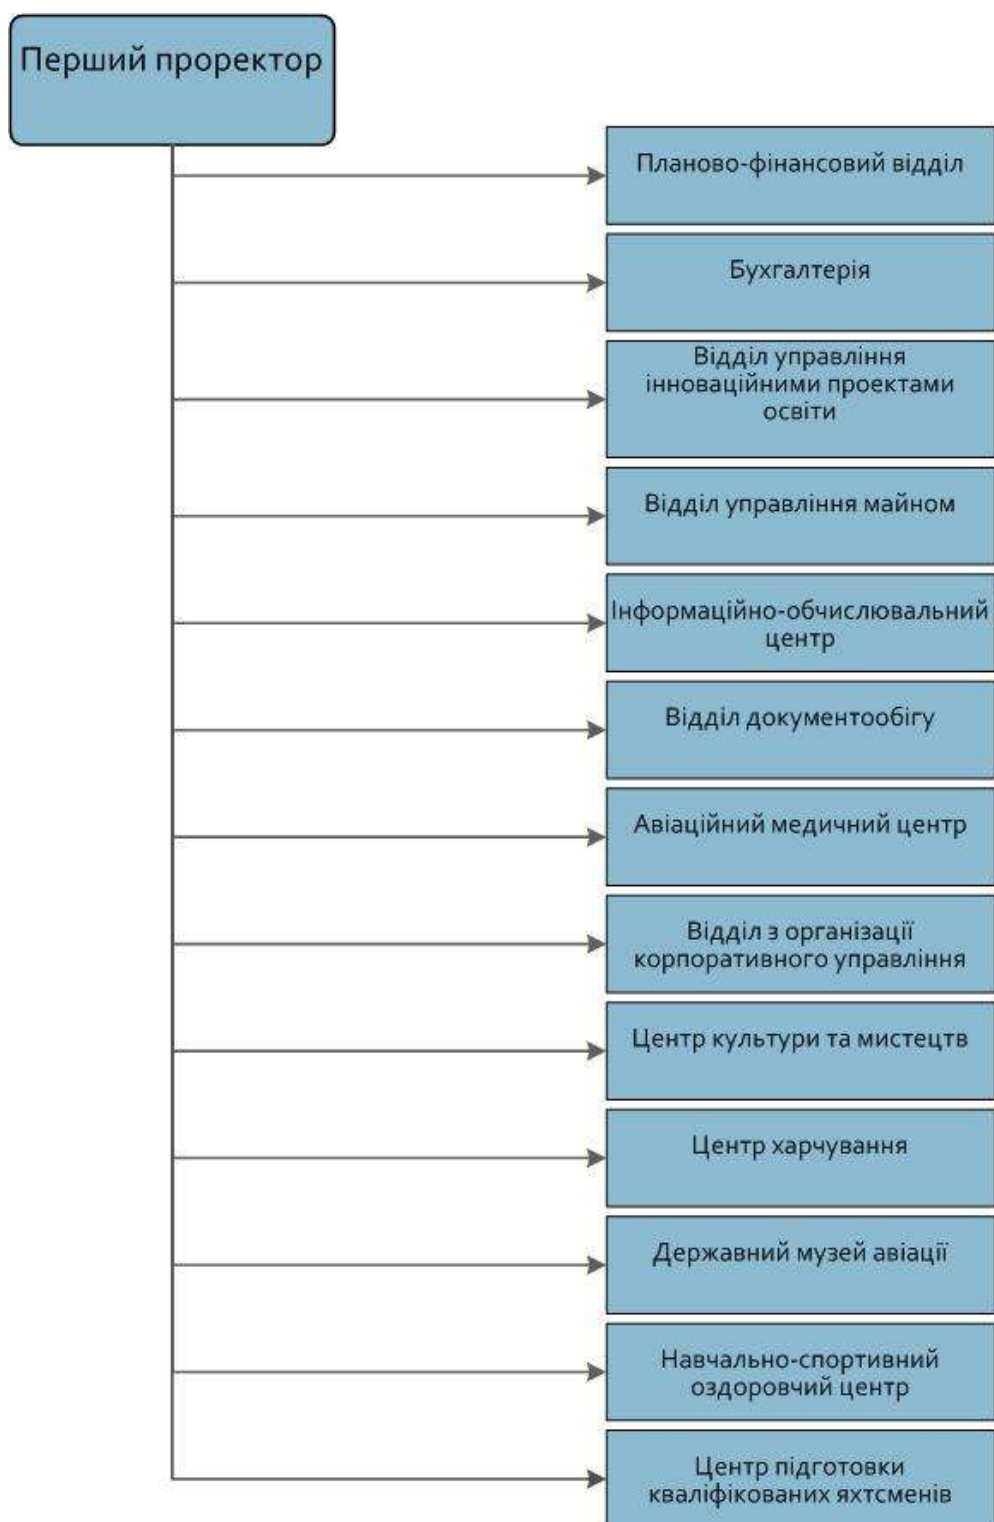 Перший проректор
Планово-фінансовий відділ
Бухгалтерія
Відділ управління
інноваційними проектами
освіти
Відділ управління майном
Інформаційно-обчислювальний
центр
Відділ документообігу
Авіаційний медичний центр
Відділ з організації
корпоративного управління
Центр культури та мистецтв
Центр харчування
Державний музей авіації
Навчально-спортивний
оздоровчий центр
Центр підготовки
кваліфікованих яхтсменів